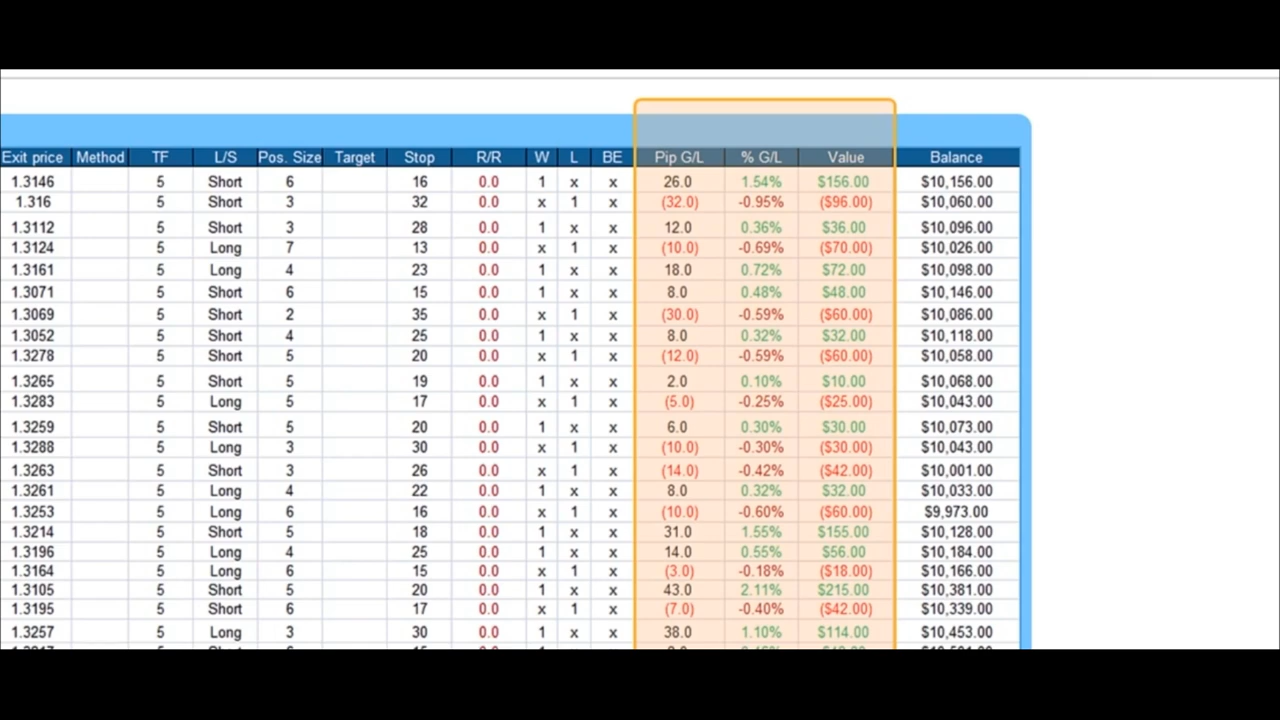 Exit price Method TF L/S Pos. Size Target Stop R/R W L BE Pip G/L % G/L Value Balance
1.3146 5 Short 6 16 0.0 1 x x 26.0 1.54% $156.00 $10,156.00
1.316 5 Short 3 32 0.0 x 1 x (32.0) -0.95% ($96.00) $10,060.00
1.3112 5 Short 3 28 0.0 1 x x 12.0 0.36% $36.00 $10,096.00
1.3124 5 Long 7 13 0.0 x 1 x (10.0) -0.69% ($70.00) $10,026.00
1.3161 5 Long 4 23 0.0 1 x x 18.0 0.72% $72.00 $10,098.00
1.3071 5 Short 6 15 0.0 1 x x 8.0 0.48% $48.00 $10,146.00
1.3069 5 Short 2 35 0.0 x 1 x (30.0) -0.59% ($60.00) $10,086.00
1.3052 5 Short 4 25 0.0 1 x x 8.0 0.32% $32.00 $10,118.00
1.3278 5 Short 5 20 0.0 x 1 x (12.0) -0.59% ($60.00) $10,058.00
1.3265 5 Short 5 19 0.0 1 x x 2.0 0.10% $10.00 $10,068.00
1.3283 5 Long 5 17 0.0 x 1 x (5.0) -0.25% ($25.00) $10,043.00
1.3259 5 Short 5 20 0.0 1 x x 6.0 0.30% $30.00 $10,073.00
1.3288 5 Long 3 30 0.0 x 1 x (10.0) -0.30% ($30.00) $10,043.00
1.3263 5 Short 3 26 0.0 x 1 x (14.0) -0.42% ($42.00) $10,001.00
1.3261 5 Long 4 22 0.0 1 x x 8.0 0.32% $32.00 $10,033.00
1.3253 5 Long 6 16 0.0 x 1 x (10.0) -0.60% ($60.00) $9,973.00
1.3214 5 Short 5 18 0.0 1 x x 31.0 1.55% $155.00 $10,128.00
1.3196 5 Long 4 25 0.0 1 x x 14.0 0.55% $56.00 $10,184.00
1.3164 5 Long 6 15 0.0 x 1 x (3.0) -0.18% ($18.00) $10,166.00
1.3105 5 Short 5 20 0.0 1 x x 43.0 2.11% $215.00 $10,381.00
1.3195 5 Short 6 17 0.0 x 1 x (7.0) -0.40% ($42.00) $10,339.00
1.3257 5 Long 3 30 0.0 1 x x 38.0 1.10% $114.00 $10,453.00